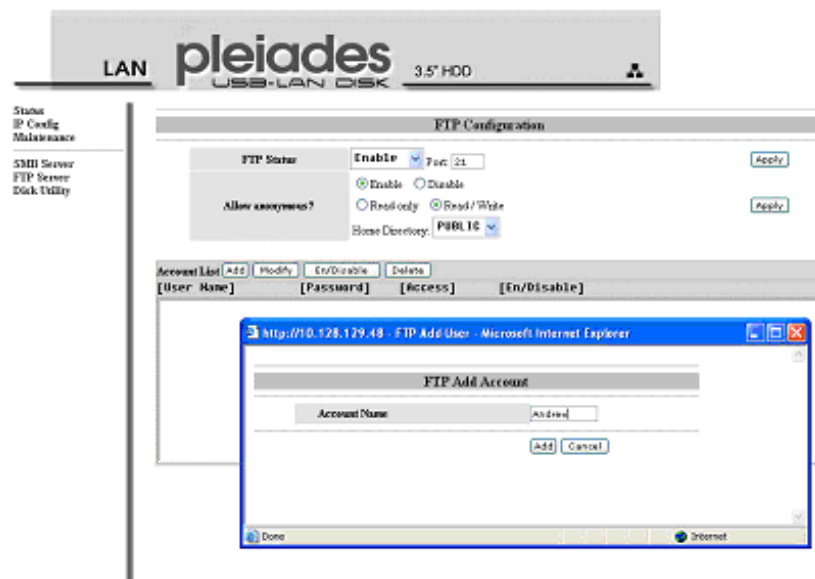 LAN pleiades 3.5" HDD
USB-LAN DISK
Status
IP Config
Maintenance
SMB Server
FTP Server
Disk Utility
FTP Configuration
FTP Status Enable Port: 21 Apply
Allow anonymous? Enable Disable
Read only Read / Write Apply
Home Directory: PUBLIC
Account List Add Modify En/Disable Delete
[User Name] [Password] [Access] [En/Disable]
http://10.128.129.48 - FTP Add User - Microsoft Internet Explorer
FTP Add Account
Account Name Andrew
Add Cancel
Done Internet